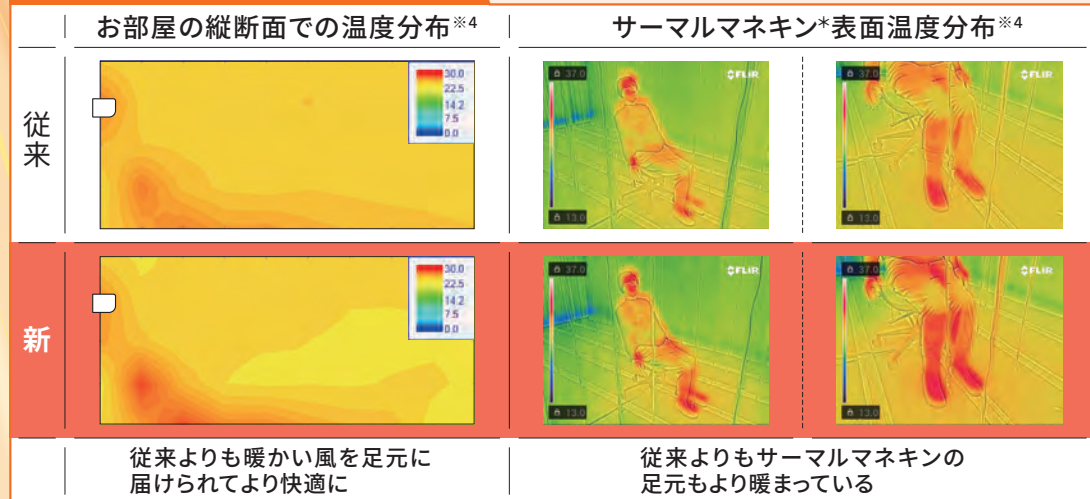 お部屋の縦断面での温度分布※4
サーマルマネキン*表面温度分布※4
従来
30.0
22.5
14.2
7.5
0.0
37.0
FLIR
13.0
37.0
FLIR
13.0
新
30.0
22.5
14.2
7.5
0.0
37.0
FLIR
13.0
37.0
FLIR
13.0
従来よりも暖かい風を足元に
届けられてより快適に
従来よりもサーマルマネキンの
足元もより暖まっている